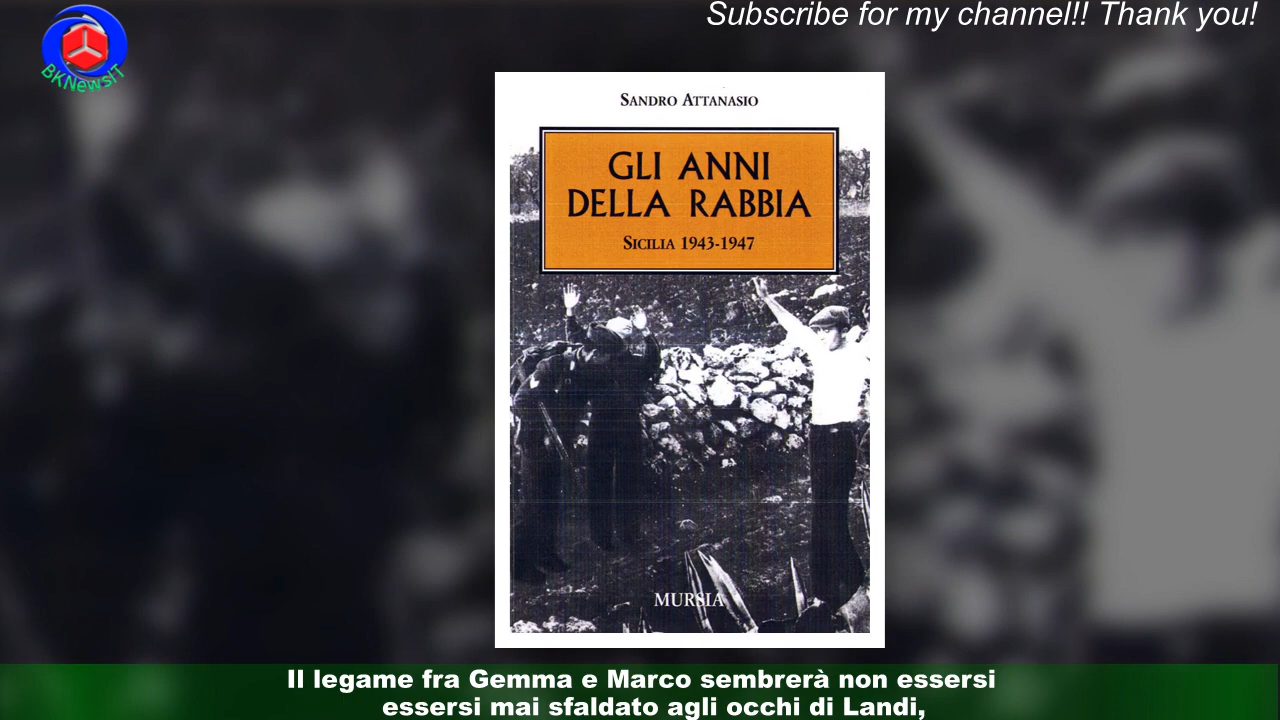 Subscribe for my channel!! Thank you!
BKNewsIT
SANDRO ATTANASIO
GLI ANNI
DELLA RABBIA
SICILIA 1943-1947
MURSIA
Il legame fra Gemma e Marco sembrerà non essersi
essersi mai sfaldato agli occhi di Landi,